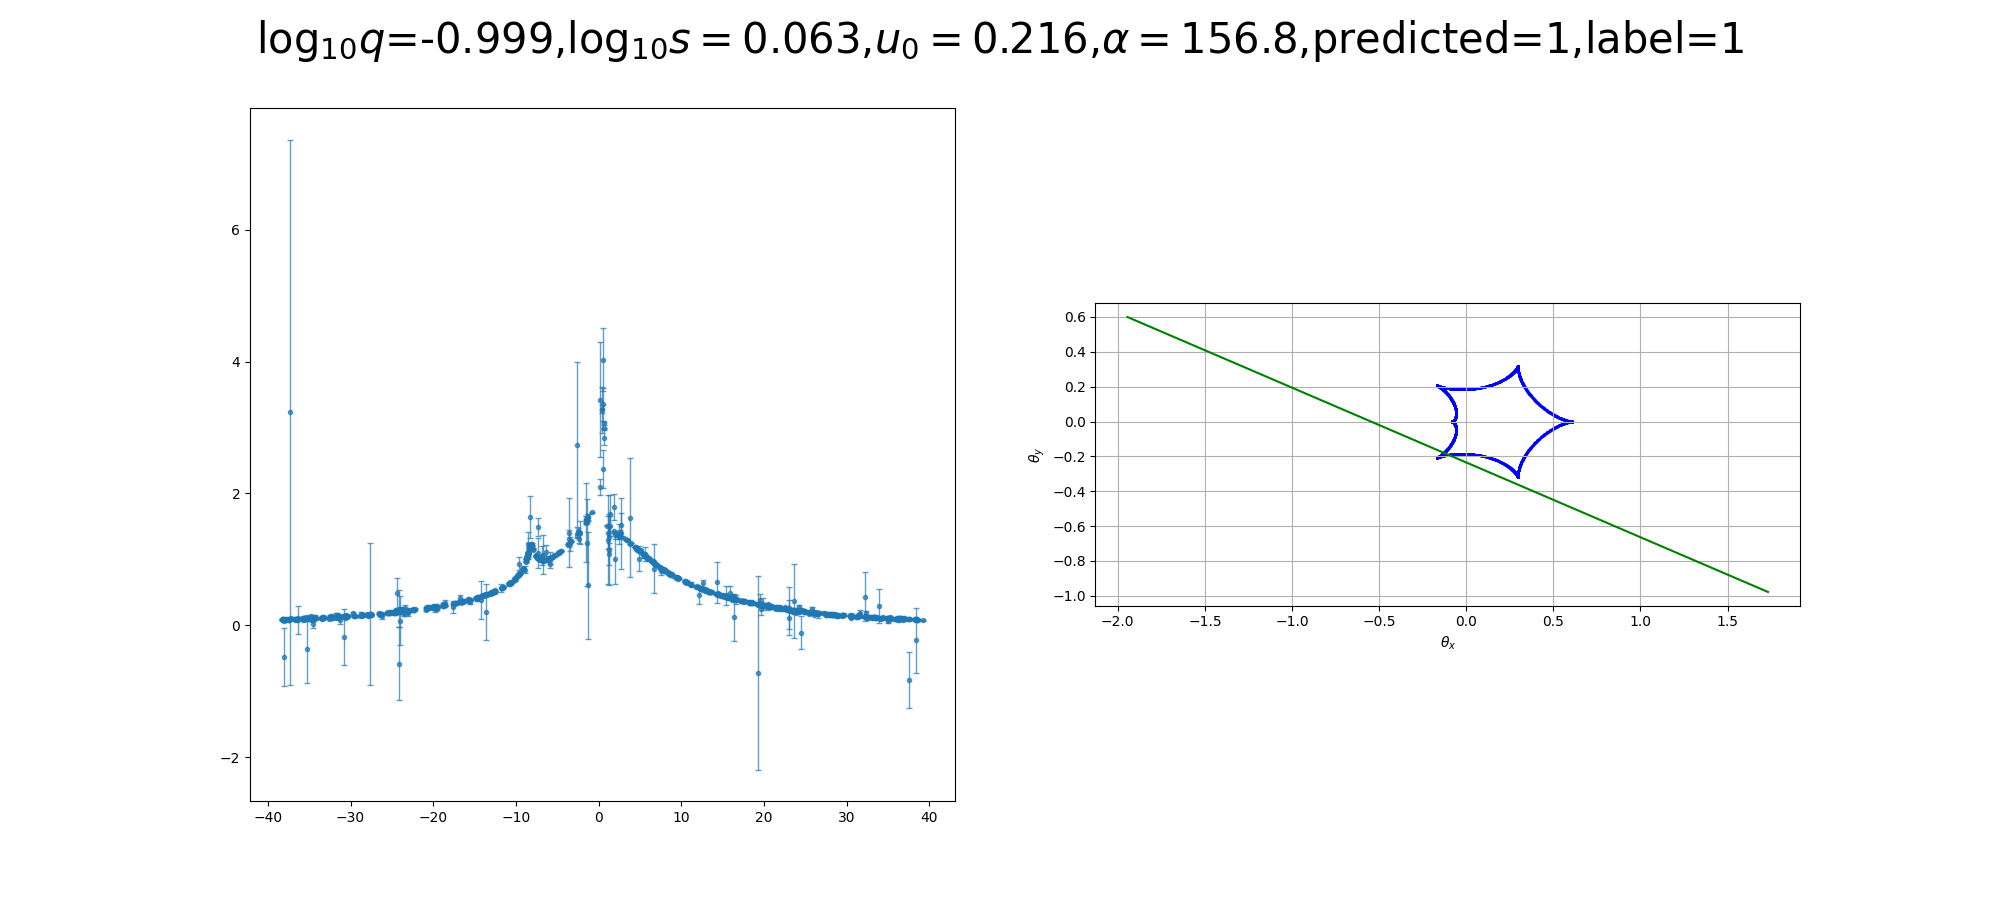 log₁₀q=-0.999,log₁₀s = 0.063,u₀ = 0.216,α = 156.8,predicted=1,label=1
6
4
2
0
−2
−40 −30 −20 −10 0 10 20 30 40
0.6
0.4
0.2
0.0
−0.2
−0.4
−0.6
−0.8
−1.0
θy
−2.0 −1.5 −1.0 −0.5 0.0 0.5 1.0 1.5
θx